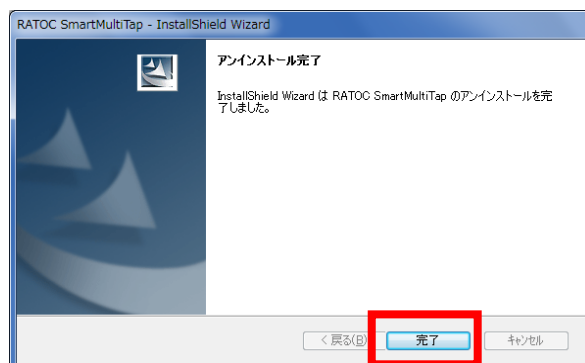 RATOC SmartMultiTap - InstallShield Wizard
アンインストール完了
InstallShield Wizard は RATOC SmartMultiTap のアンインストールを完
了しました。
< 戻る(B)
完了
キャンセル